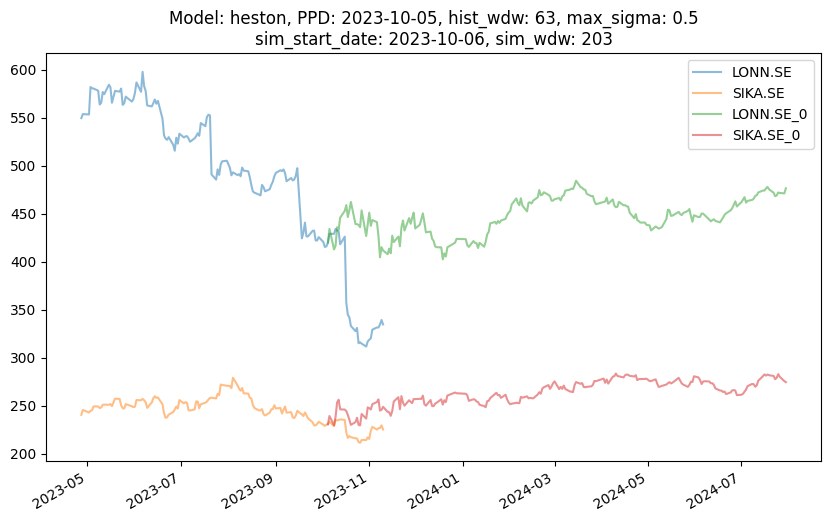 Model: heston, PPD: 2023-10-05, hist_wdw: 63, max_sigma: 0.5
sim_start_date: 2023-10-06, sim_wdw: 203
LONN.SE
SIKA.SE
LONN.SE_0
SIKA.SE_0
600
550
500
450
400
350
300
250
200
2023-05
2023-07
2023-09
2023-11
2024-01
2024-03
2024-05
2024-07